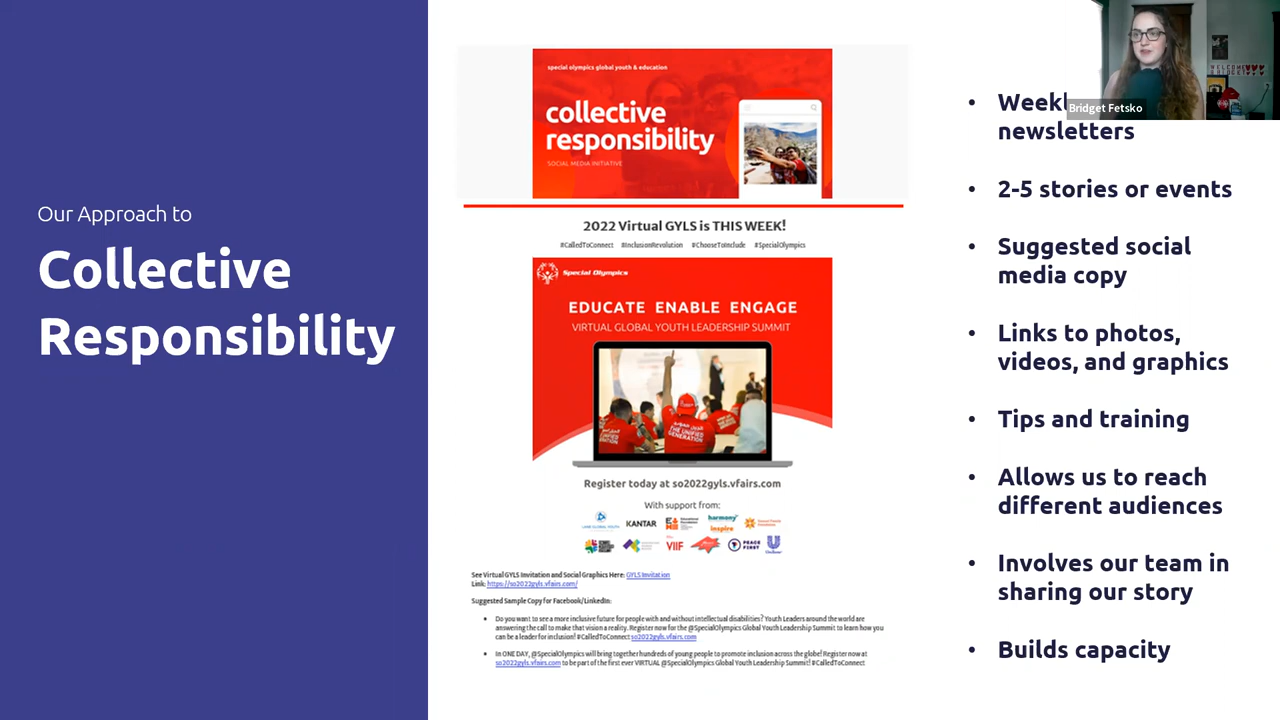 Our Approach to
Collective
Responsibility
special olympics global youth & education
collective
responsibility
SOCIAL MEDIA INITIATIVE
2022 Virtual GYLS is THIS WEEK!
#CalledToConnect #InclusionRevolution #ChooseToInclude #SpecialOlympics
Special Olympics
EDUCATE ENABLE ENGAGE
VIRTUAL GLOBAL YOUTH LEADERSHIP SUMMIT
THE UNIFIED
GENERATION
Register today at so2022gyls.vfairs.com
With support from:
KANTAR
harmony
inspire
VIIF
PEACE
FIRST
See Virtual GYLS Invitation and Social Graphics Here: GYLS Invitation
Link: https://so2022gyls.vfairs.com/
Suggested Sample Copy for Facebook/LinkedIn:
• Do you want to see a more inclusive future for people with and without intellectual disabilities? Youth Leaders around the world are
answering the call to make that vision a reality. Register now for the @SpecialOlympics Global Youth Leadership Summit to learn how you
can be a leader for inclusion! #CalledToConnect so2022gyls.vfairs.com
• In ONE DAY, @SpecialOlympics will bring together hundreds of young people to promote inclusion across the globe! Register now at
so2022gyls.vfairs.com to be part of the first ever VIRTUAL @SpecialOlympics Global Youth Leadership Summit! #CalledToConnect
Bridget Fetsko
• newsletters
• 2-5 stories or events
• Suggested social
media copy
• Links to photos,
videos, and graphics
• Tips and training
• Allows us to reach
different audiences
• Involves our team in
sharing our story
• Builds capacity